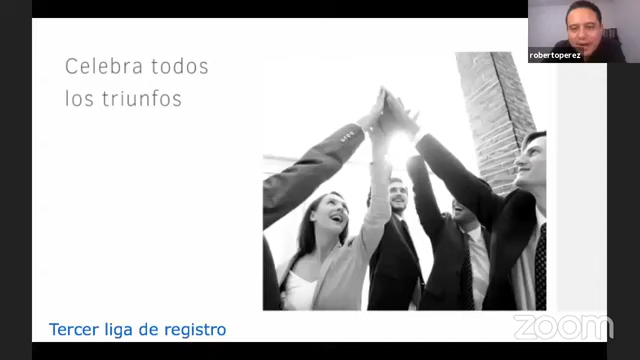 Celebra todos
los triunfos
robertoperez
Tercer liga de registro
zoom